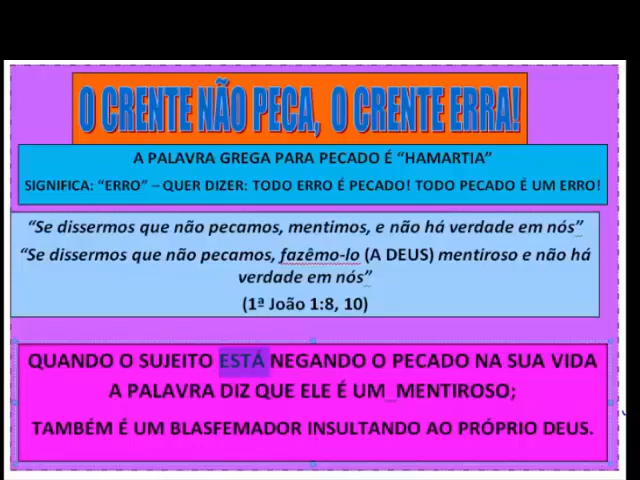 O CRENTE NÃO PECA, O CRENTE ERRA!
A PALAVRA GREGA PARA PECADO É “HAMARTIA”
SIGNIFICA: “ERRO” – QUER DIZER: TODO ERRO É PECADO! TODO PECADO É UM ERRO!
“Se dissermos que não pecamos, mentimos, e não há verdade em nós”
“Se dissermos que não pecamos, fazêmo-lo (A DEUS) mentiroso e não há
verdade em nós”
(1ª João 1:8, 10)
QUANDO O SUJEITO ESTÁ NEGANDO O PECADO NA SUA VIDA
A PALAVRA DIZ QUE ELE É UM MENTIROSO;
TAMBÉM É UM BLASFEMADOR INSULTANDO AO PRÓPRIO DEUS.